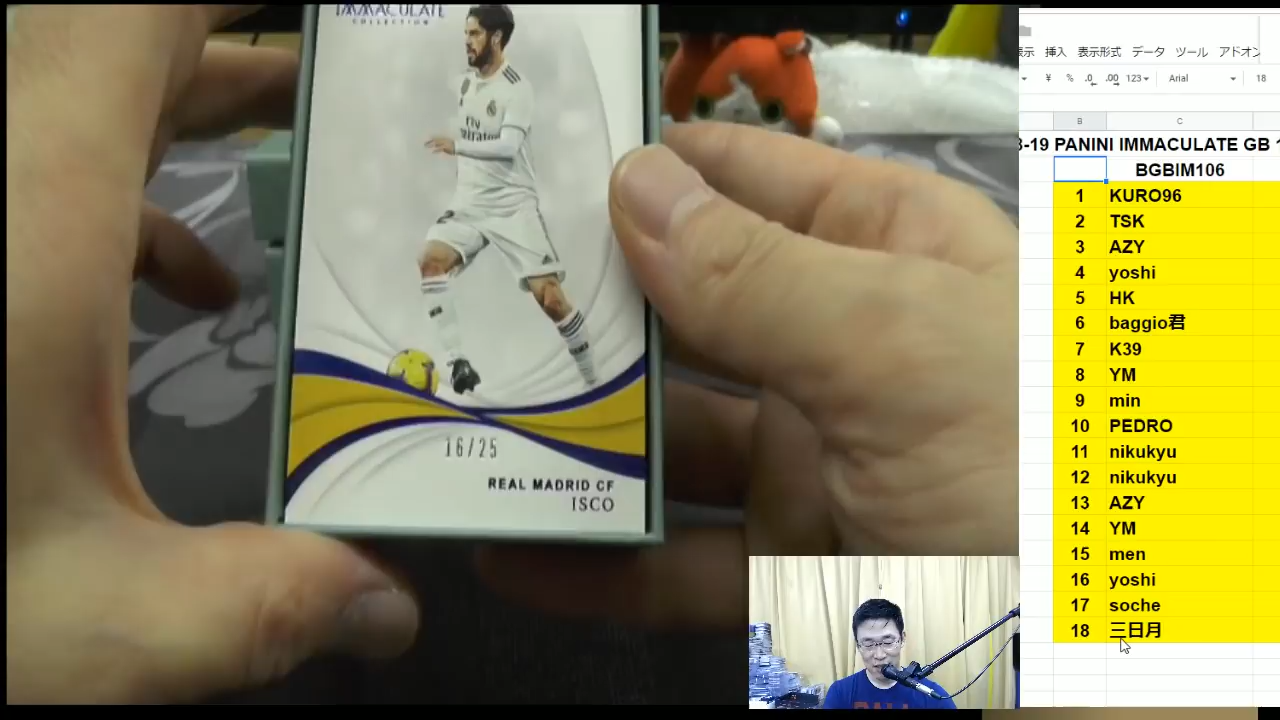 IMMACULATE
COLLECTION
Fly
Emirates
16/25
REAL MADRID CF
ISCO
表示 挿入 表示形式 データ ツール アドオン
¥ % .0 .00 123 Arial 18
B C
-19 PANINI IMMACULATE GB 1
BGBIM106
1 KURO96
2 TSK
3 AZY
4 yoshi
5 HK
6 baggio君
7 K39
8 YM
9 min
10 PEDRO
11 nikukyu
12 nikukyu
13 AZY
14 YM
15 men
16 yoshi
17 soche
18 三日月